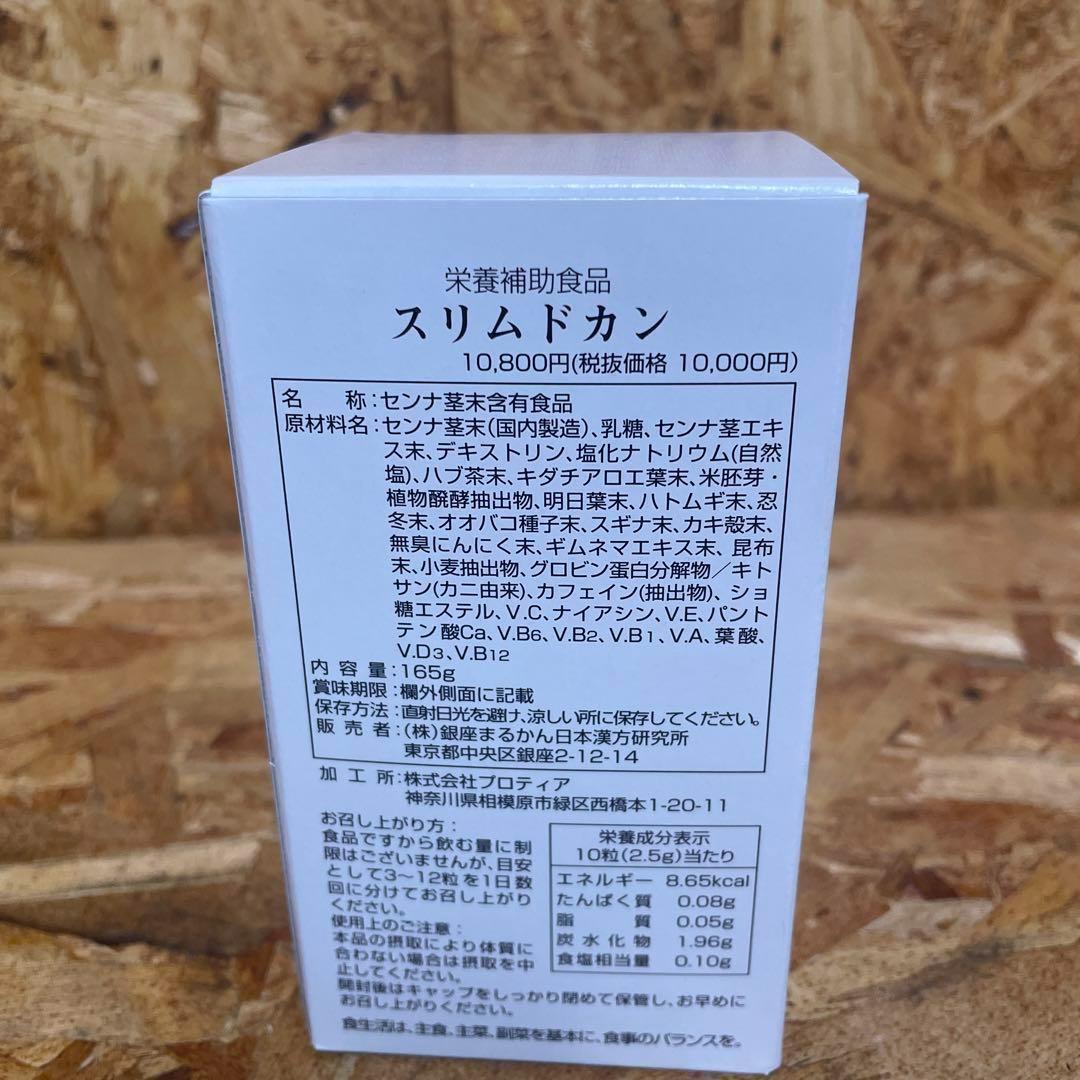 栄養補助食品
スリムドカン
10,800円(税抜価格 10,000円)
名　　称:センナ茎末含有食品
原材料名:センナ茎末(国内製造)、乳糖、センナ茎エキ
ス末、デキストリン、塩化ナトリウム(自然
塩)、ハブ茶末、キダチアロエ葉末、米胚芽・
植物醗酵抽出物、明日葉末、ハトムギ末、忍
冬末、オオバコ種子末、スギナ末、カキ殻末、
無臭にんにく末、ギムネマエキス末、昆布
末、小麦抽出物、グロビン蛋白分解物／キト
サン(カニ由来)、カフェイン(抽出物)、ショ
糖エステル、V.C、ナイアシン、V.E、パント
テン酸Ca、V.B6、V.B2、V.B1、V.A、葉酸、
V.D3、V.B12
内 容 量:165g
賞味期限:欄外側面に記載
保存方法:直射日光を避け、涼しい所に保存してください。
販 売 者:(株)銀座まるかん日本漢方研究所
東京都中央区銀座2-12-14
加 工 所:株式会社プロティア
神奈川県相模原市緑区西橋本1-20-11
お召し上がり方:
食品ですから飲む量に制
限はございませんが、目安
として3〜12粒を1日数
回に分けてお召し上がり
ください。
使用上のご注意:
本品の摂取により体質に
合わない場合は摂取を中
止してください。
開封後はキャップをしっかり閉めて保管し、お早めに
お召し上がりください。
栄養成分表示
10粒(2.5g)当たり
エネルギー 8.65kcal
たんぱく質 0.08g
脂　　質 0.05g
炭水化物 1.96g
食塩相当量 0.10g
食生活は、主食、主菜、副菜を基本に、食事のバランスを。